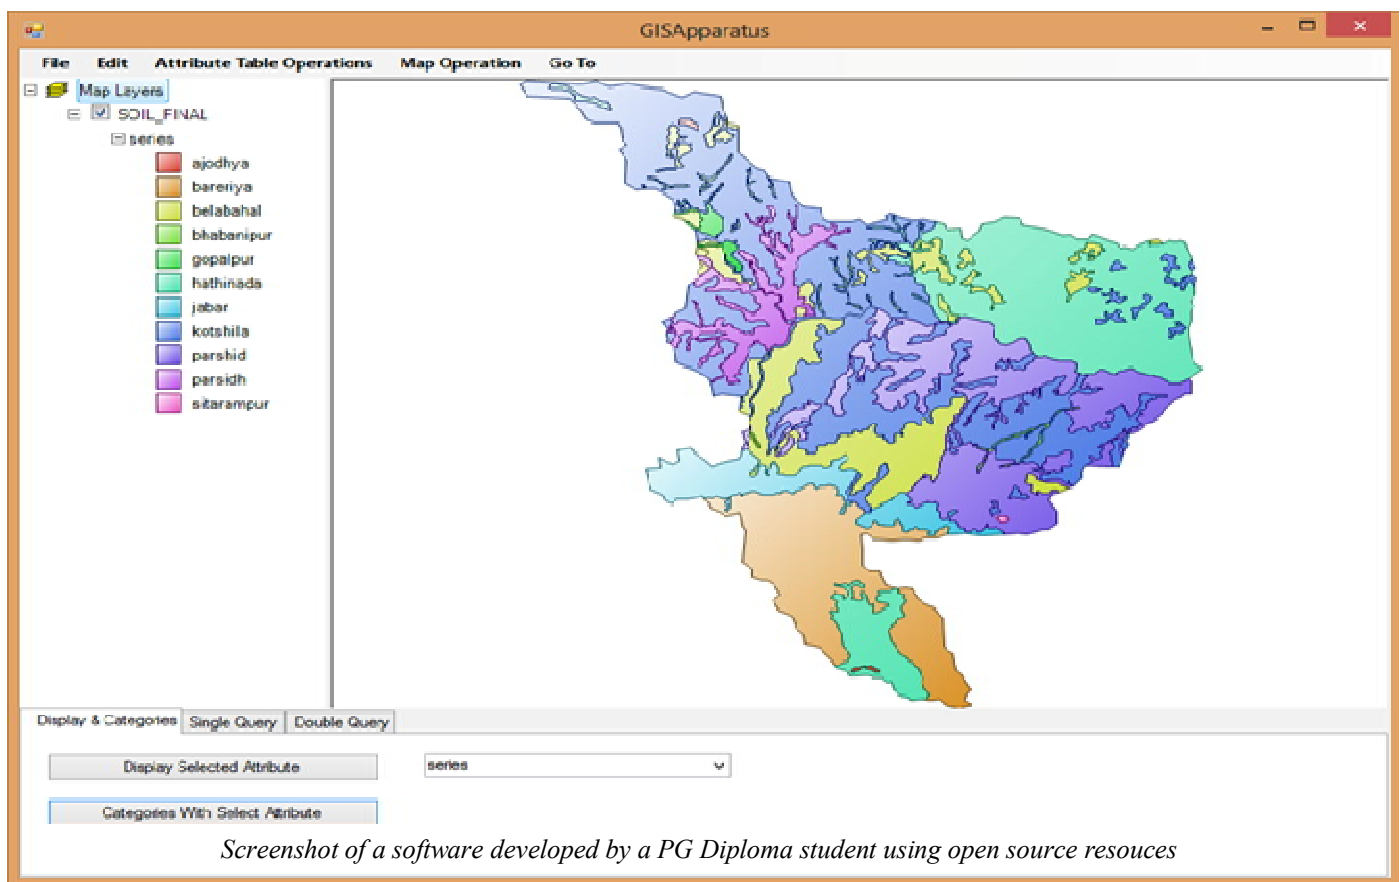 GISApparatus
File Edit Attribute Table Operations Map Operation Go To
Map Layers
SOIL_FINAL
series
ajodhya
bareriya
belabahal
bhabanipur
gopalpur
hathinada
jabar
kotshila
parshid
parsidh
sitarampur
Display & Categories Single Query Double Query
Display Selected Attribute series
Categories With Select Attribute
Screenshot of a software developed by a PG Diploma student using open source resouces